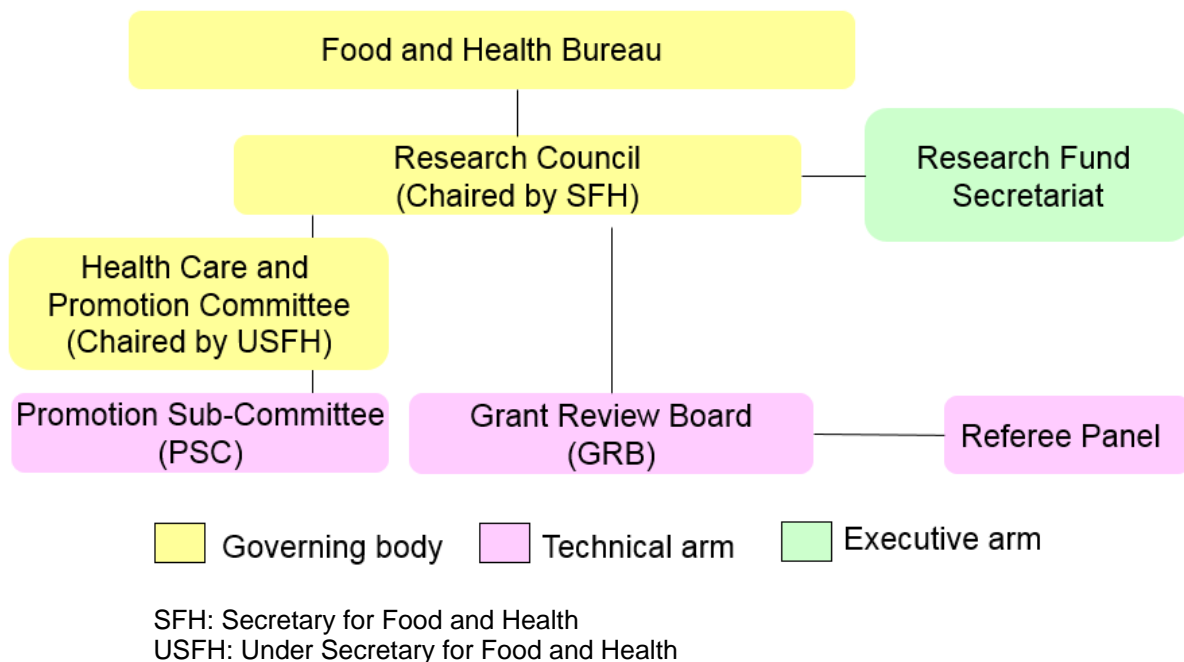 Food and Health Bureau
Research Council
(Chaired by SFH)
Research Fund
Secretariat
Health Care and
Promotion Committee
(Chaired by USFH)
Promotion Sub-Committee
(PSC)
Grant Review Board
(GRB)
Referee Panel
Governing body
Technical arm
Executive arm
SFH: Secretary for Food and Health
USFH: Under Secretary for Food and Health